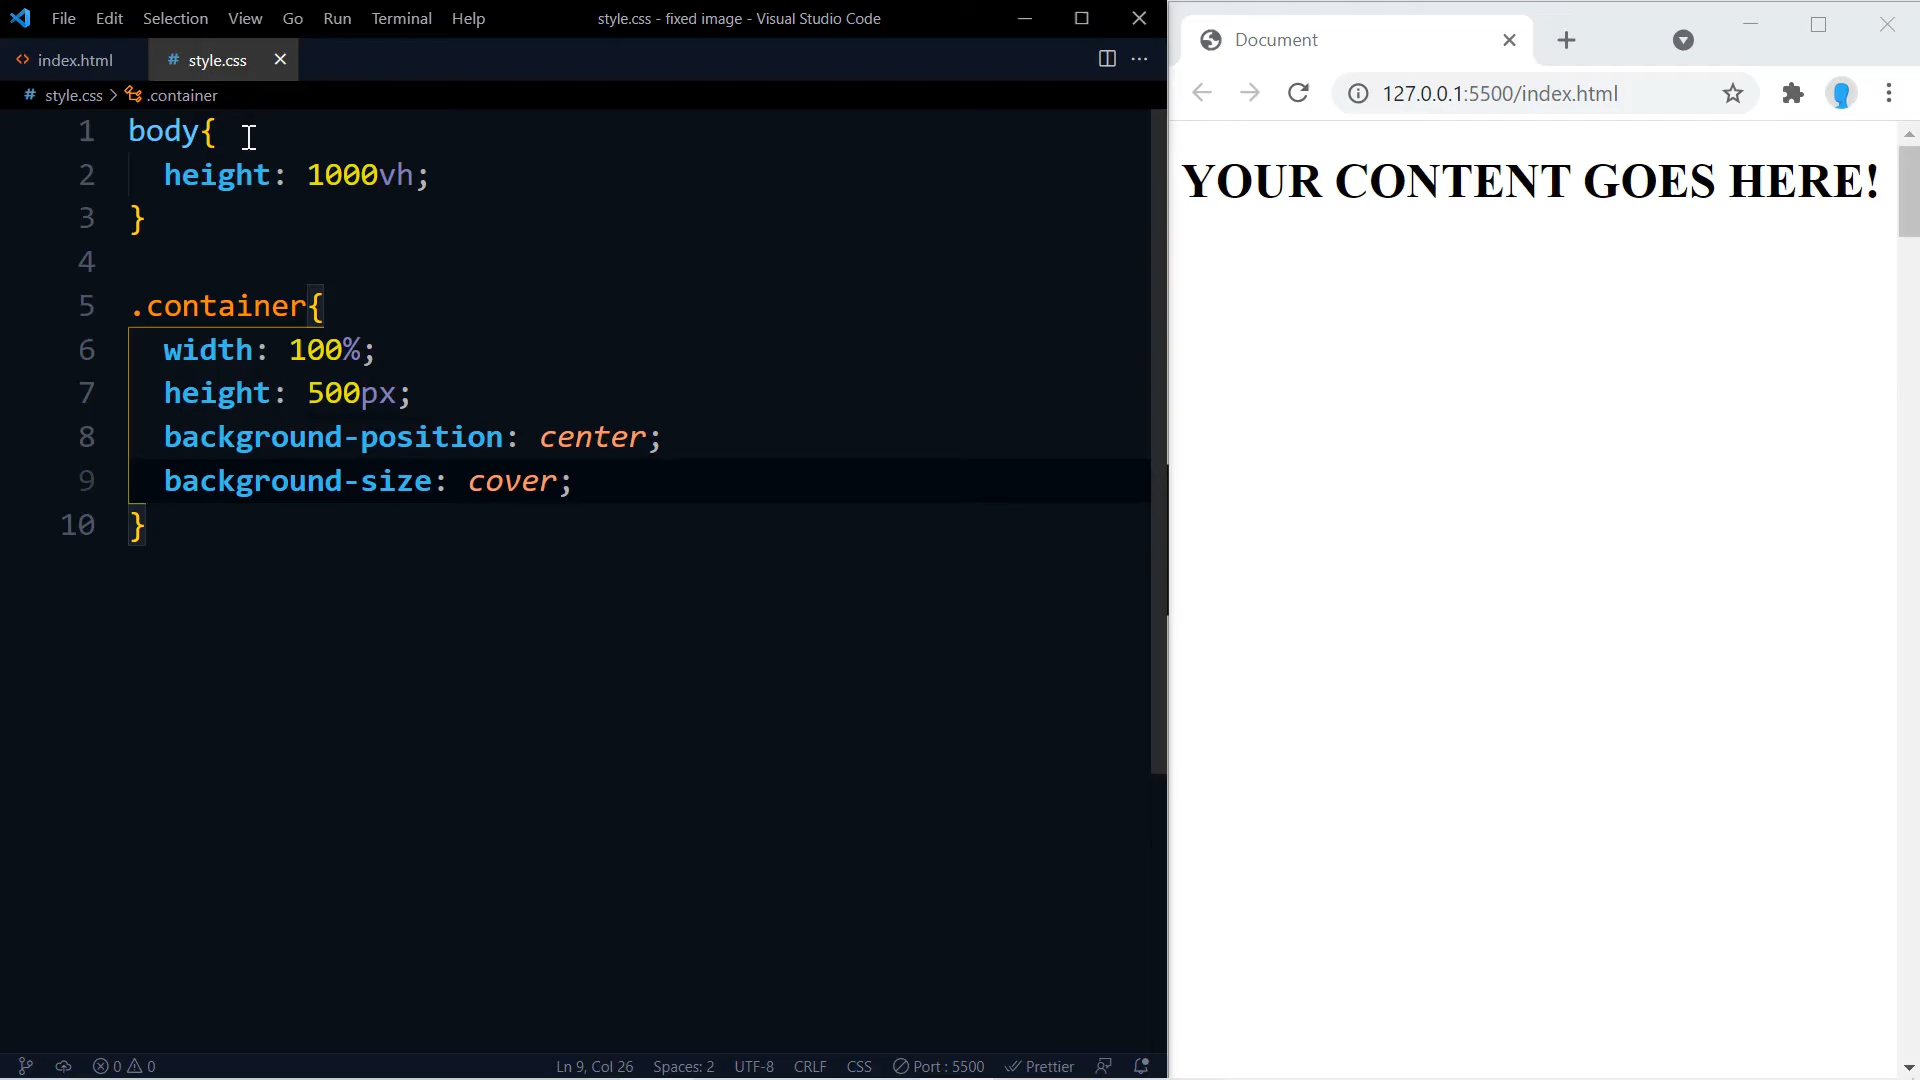 File Edit Selection View Go Run Terminal Help style.css - fixed image - Visual Studio Code
index.html # style.css
# style.css > .container
1 body{
2 height: 1000vh;
3 }
4
5 .container{
6 width: 100%;
7 height: 500px;
8 background-position: center;
9 background-size: cover;
10 }
0 0 Ln 9, Col 26 Spaces: 2 UTF-8 CRLF CSS Port : 5500 Prettier
Document
127.0.0.1:5500/index.html
YOUR CONTENT GOES HERE!